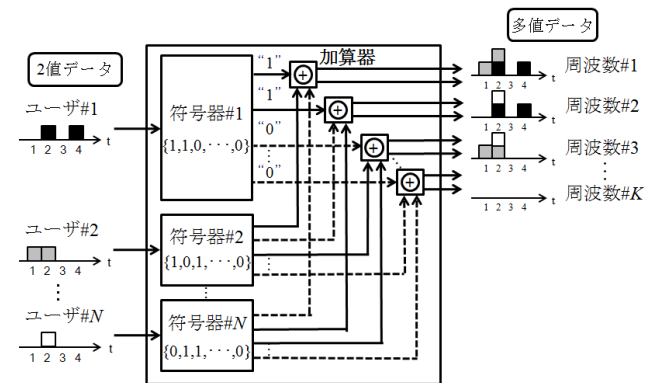 2値データ
ユーザ#1
1 2 3 4 t
ユーザ#2
1 2 3 4 t
⋮
ユーザ#N
1 2 3 4 t
符号器#1
{1,1,0,···,0}
符号器#2
{1,0,1,···,0}
⋮
符号器#N
{0,1,1,···,0}
加算器
“1”
“1”
“0”
⋮
“0”
多値データ
周波数#1
1 2 3 4 t
周波数#2
1 2 3 4 t
周波数#3
1 2 3 4 t
⋮
周波数#K
1 2 3 4 t